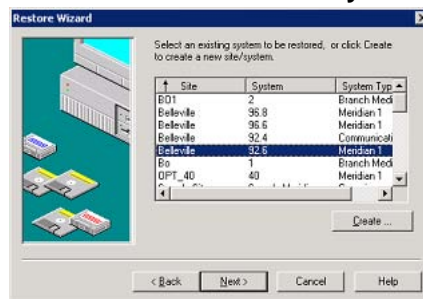 Restore Wizard
Select an existing system to be restored, or click Create
to create a new site/system.
Site System System Typ
BO1 2 Branch Medi
Belleville 96.8 Meridian 1
Belleville 96.6 Meridian 1
Belleville 92.4 Communicati
Belleville 92.6 Meridian 1
Bo 1 Branch Medi
OPT_40 40 Meridian 1
Create ...
< Back Next > Cancel Help